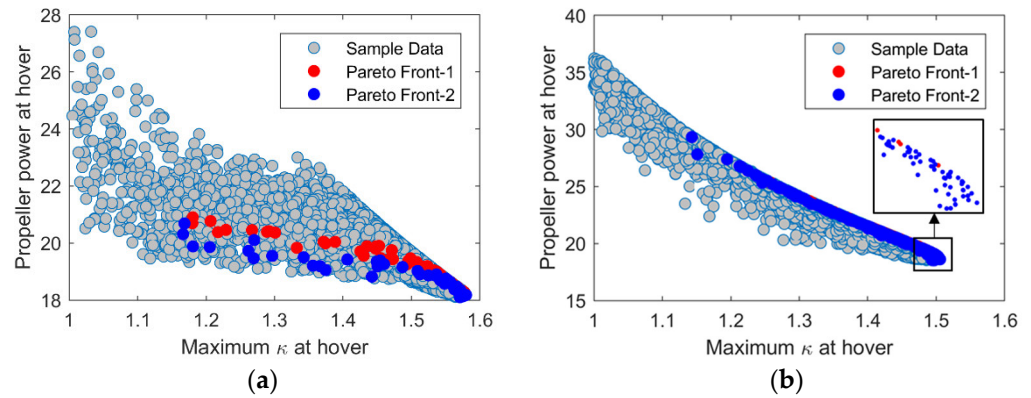 (a)
28
26
24
22
20
18
Propeller power at hover
Sample Data
Pareto Front-1
Pareto Front-2
1 1.1 1.2 1.3 1.4 1.5 1.6
Maximum κ at hover
(b)
40
35
30
25
20
15
Propeller power at hover
Sample Data
Pareto Front-1
Pareto Front-2
1 1.1 1.2 1.3 1.4 1.5 1.6
Maximum κ at hover
(a)
(b)